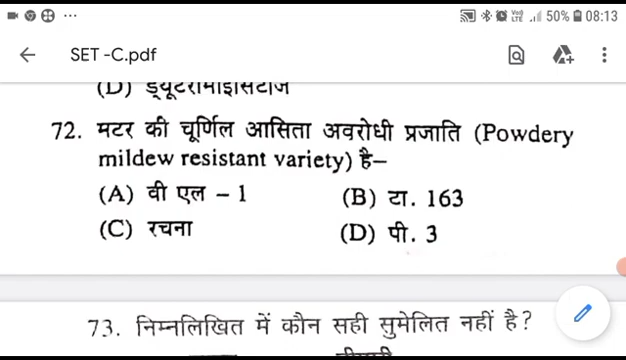 50% 08:13
SET -C.pdf
(D) ड्यूटेरोमाइसिटीज
72. मटर की चूर्णिल आसिता अवरोधी प्रजाति (Powdery
mildew resistant variety) है–
(A) वी एल – 1 (B) टा. 163
(C) रचना (D) पी. 3
73. निम्नलिखित में कौन सही सुमेलित नहीं है?